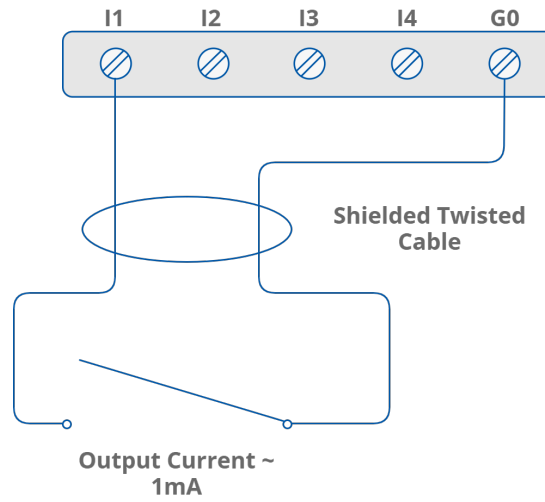 I1 I2 I3 I4 G0
Shielded Twisted
Cable
Output Current ~
1mA